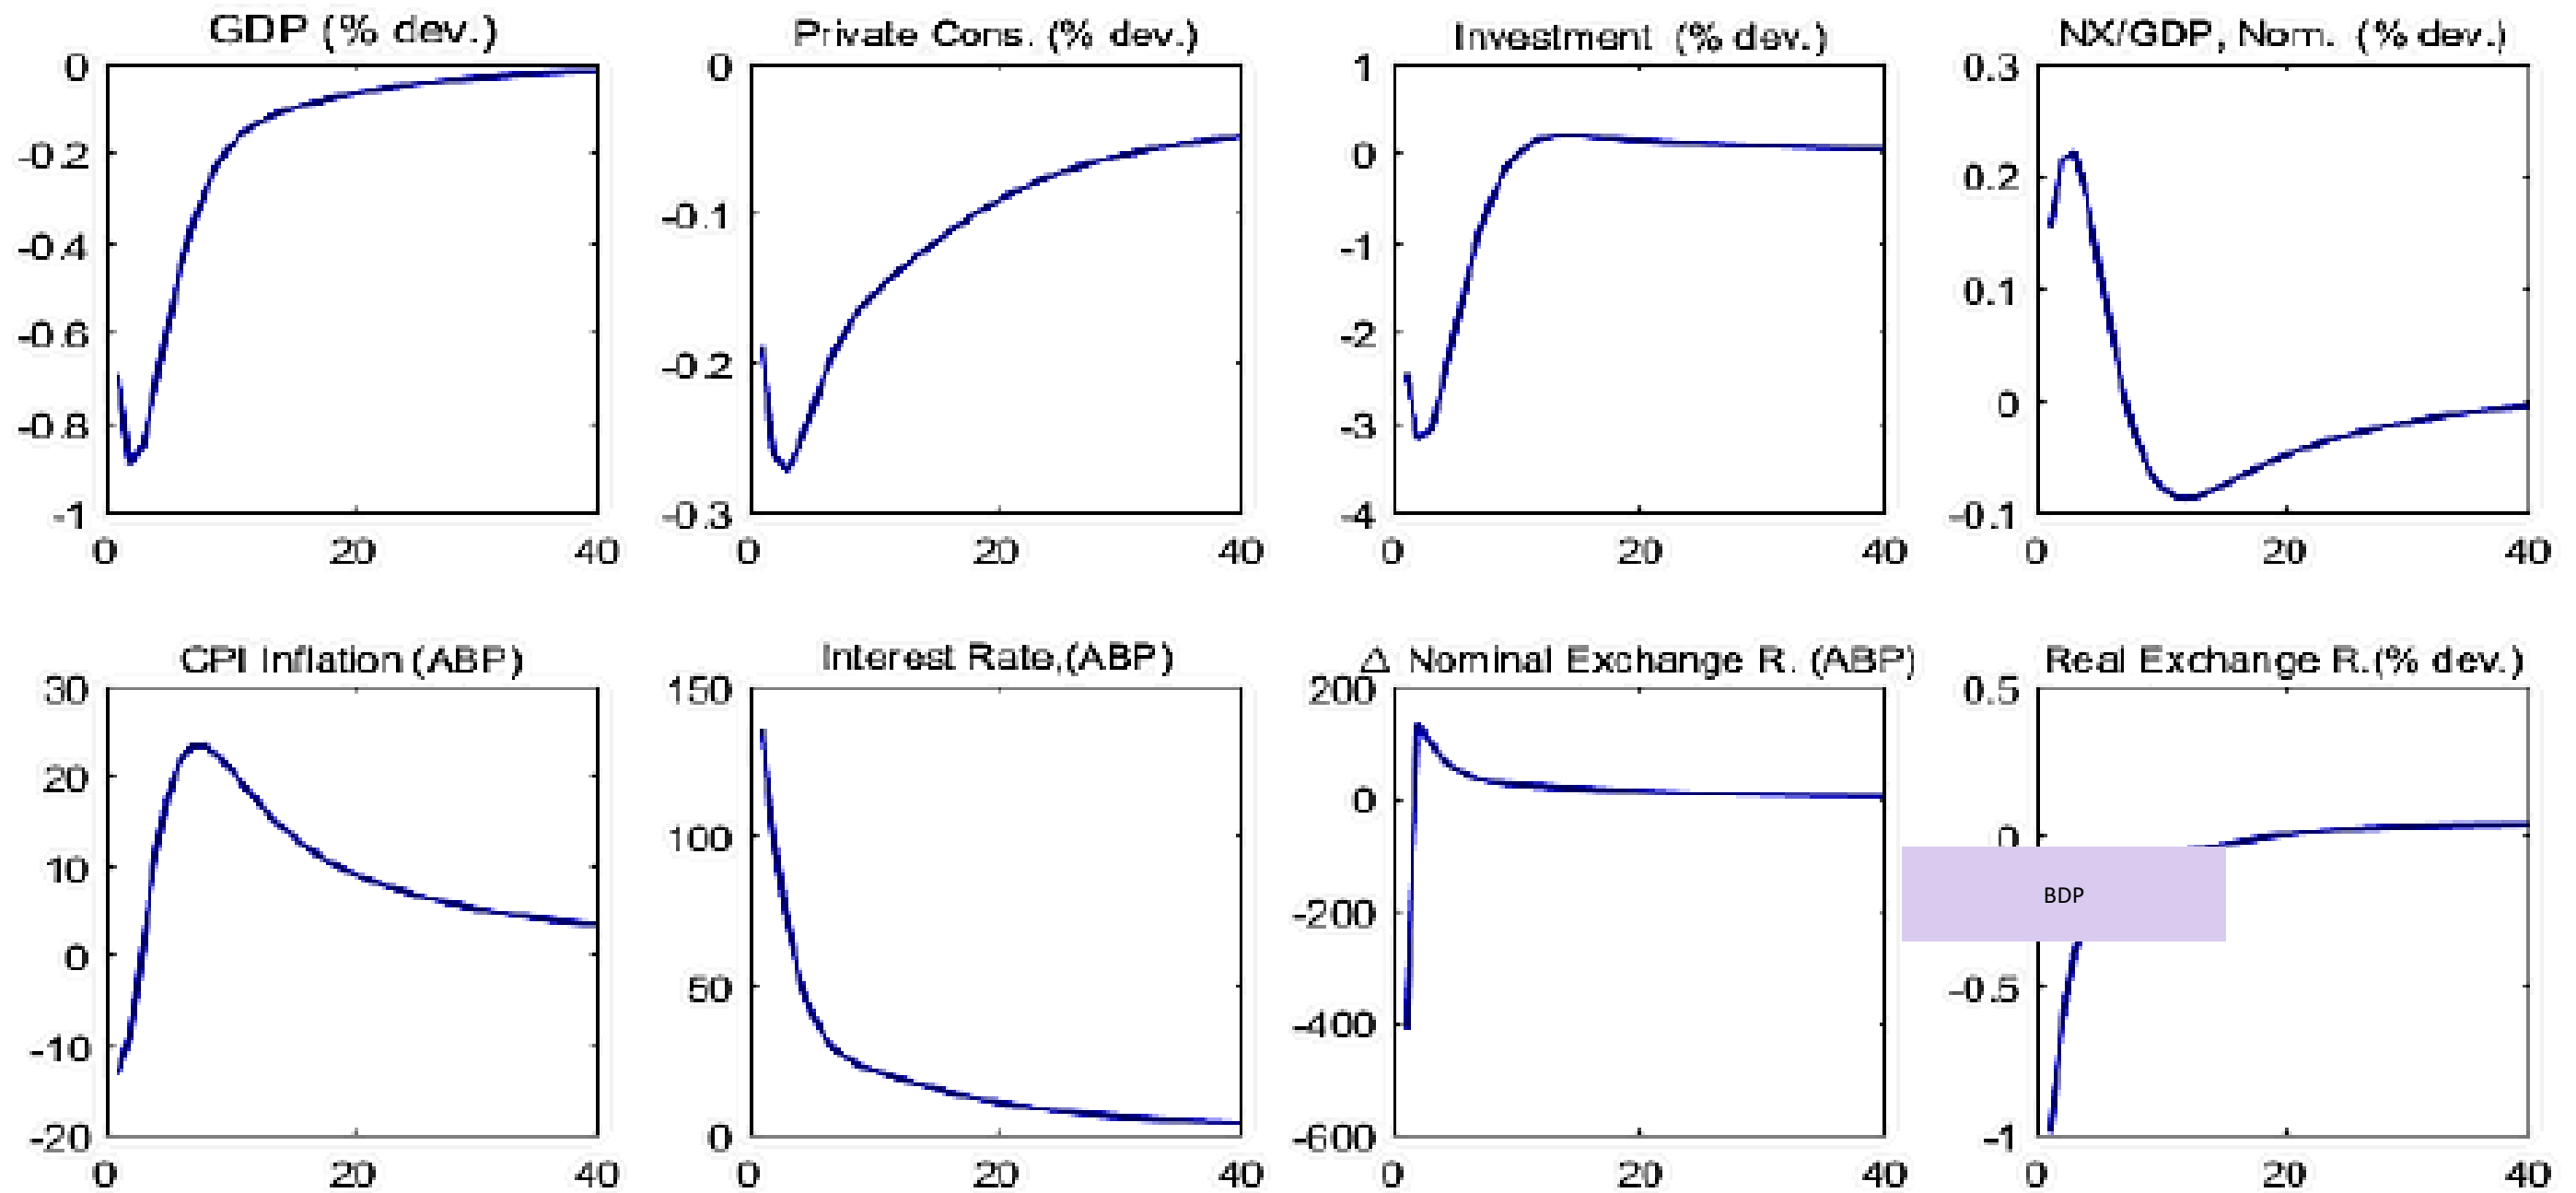 GDP (% dev.)
0
-0.2
-0.4
-0.6
-0.8
-1
0 20 40
Private Cons. (% dev.)
0
-0.1
-0.2
-0.3
0 20 40
Investment (% dev.)
1
0
-1
-2
-3
-4
0 20 40
NX/GDP, Nom. (% dev.)
0.3
0.2
0.1
0
-0.1
0 20 40
CPI Inflation (ABP)
30
20
10
0
-10
-20
0 20 40
Interest Rate,(ABP)
150
100
50
0
0 20 40
Δ Nominal Exchange R. (ABP)
200
0
-200
-400
-600
0 20 40
Real Exchange R.(% dev.)
0.5
0
BDP
-0.5
-1
0 20 40